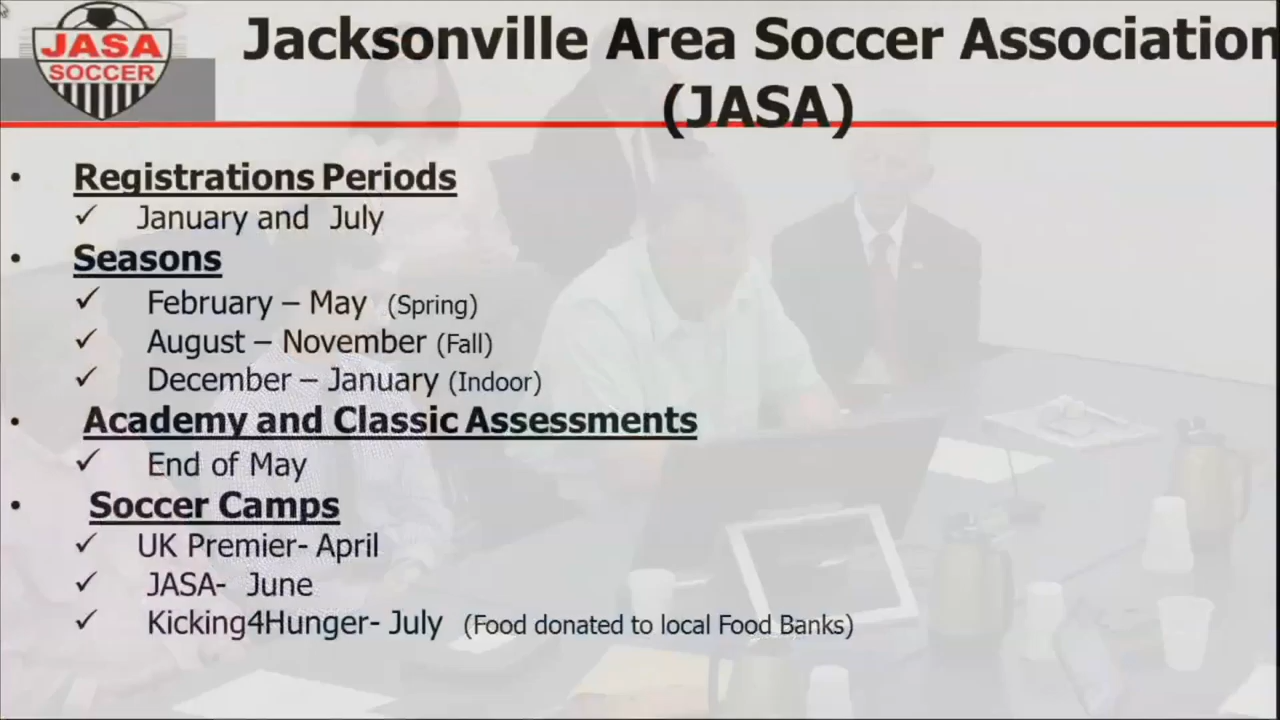 JASA
SOCCER
Jacksonville Area Soccer Association
(JASA)
• Registrations Periods
✓ January and July
• Seasons
✓ February – May (Spring)
✓ August – November (Fall)
✓ December – January (Indoor)
• Academy and Classic Assessments
✓ End of May
• Soccer Camps
✓ UK Premier- April
✓ JASA- June
✓ Kicking4Hunger- July (Food donated to local Food Banks)